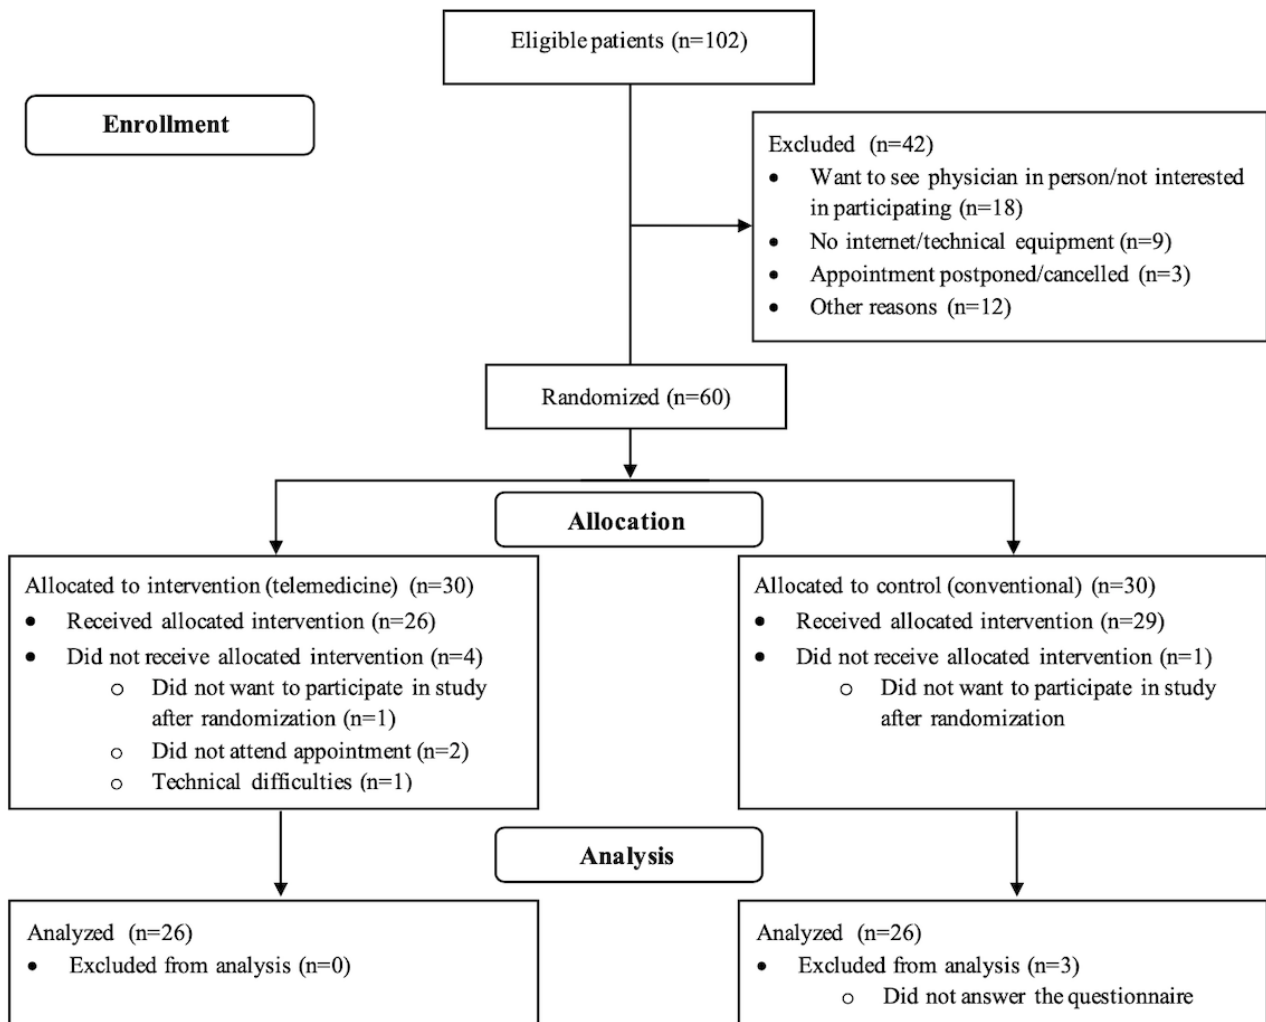 Eligible patients (n=102)
Enrollment
Excluded (n=42)
• Want to see physician in person/not interested
in participating (n=18)
• No internet/technical equipment (n=9)
• Appointment postponed/cancelled (n=3)
• Other reasons (n=12)
Randomized (n=60)
Allocation
Allocated to intervention (telemedicine) (n=30)
• Received allocated intervention (n=26)
• Did not receive allocated intervention (n=4)
o Did not want to participate in study
after randomization (n=1)
o Did not attend appointment (n=2)
o Technical difficulties (n=1)
Allocated to control (conventional) (n=30)
• Received allocated intervention (n=29)
• Did not receive allocated intervention (n=1)
o Did not want to participate in study
after randomization
Analysis
Analyzed (n=26)
• Excluded from analysis (n=0)
Analyzed (n=26)
• Excluded from analysis (n=3)
o Did not answer the questionnaire